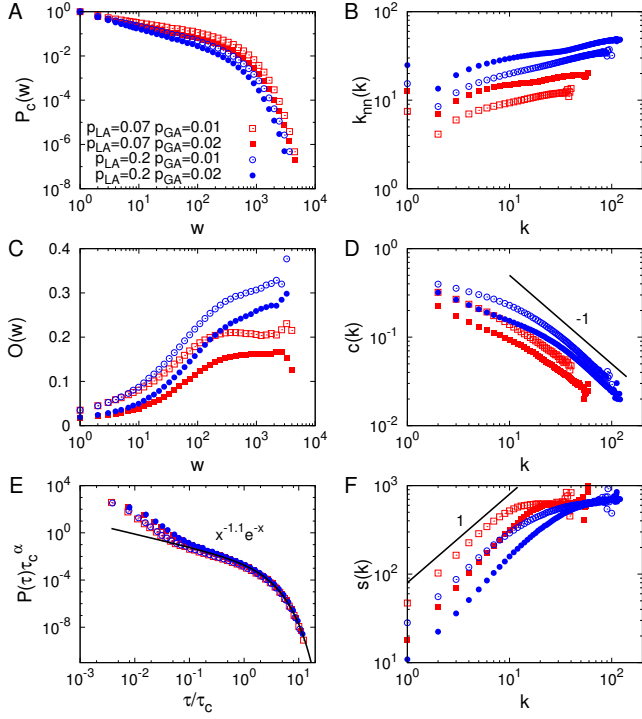 A
P_c(w)
10^0
10^-2
10^-4
10^-6
10^-8
p_LA=0.07 p_GA=0.01
p_LA=0.07 p_GA=0.02
p_LA=0.2 p_GA=0.01
p_LA=0.2 p_GA=0.02
10^0 10^1 10^2 10^3 10^4
w
B
k_nn(k)
10^2
10^1
10^0
10^0 10^1 10^2
k
C
O(w)
0.4
0.3
0.2
0.1
0
10^0 10^1 10^2 10^3 10^4
w
D
c(k)
10^0
10^-1
10^-2
-1
10^0 10^1 10^2
k
E
P(τ)τ_c^α
10^4
10^0
10^-4
10^-8
10^-12
x^-1.1e^-x
10^-3 10^-2 10^-1 10^0 10^1
τ/τ_c
F
s(k)
10^3
10^2
10^1
1
10^0 10^1 10^2
k